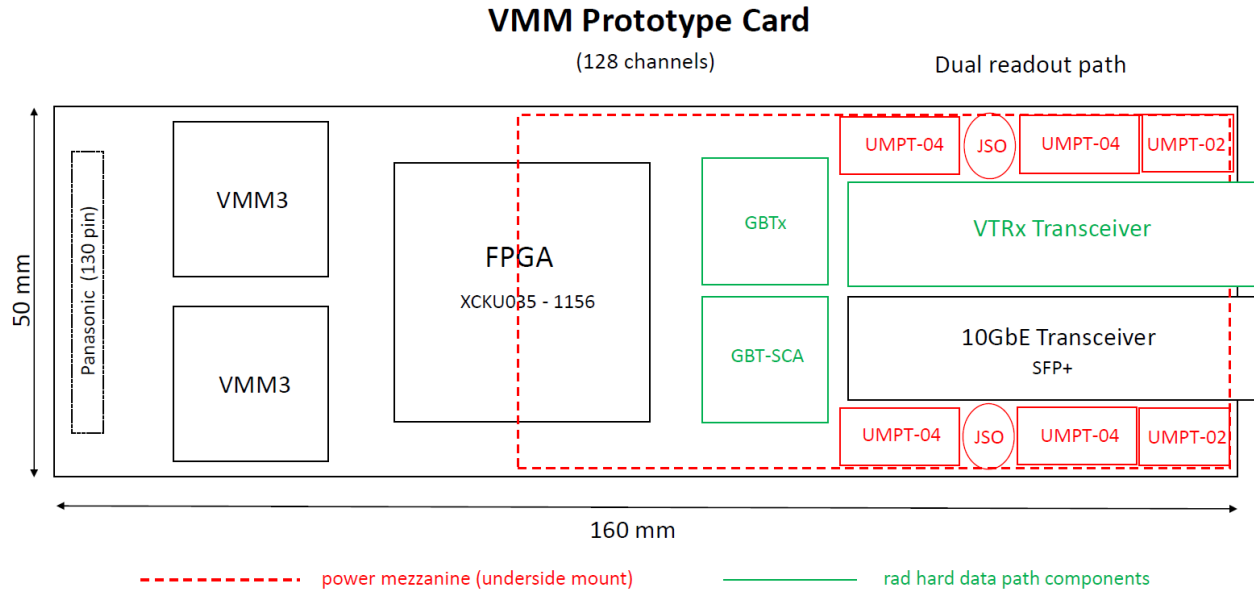 VMM Prototype Card
(128 channels)
Dual readout path
UMPT-04
JSO
UMPT-04
UMPT-02
Panasonic (130 pin)
VMM3
FPGA
XCKU035 - 1156
GBTx
VTRx Transceiver
50 mm
VMM3
GBT-SCA
10GbE Transceiver
SFP+
UMPT-04
JSO
UMPT-04
UMPT-02
160 mm
power mezzanine (underside mount)
rad hard data path components